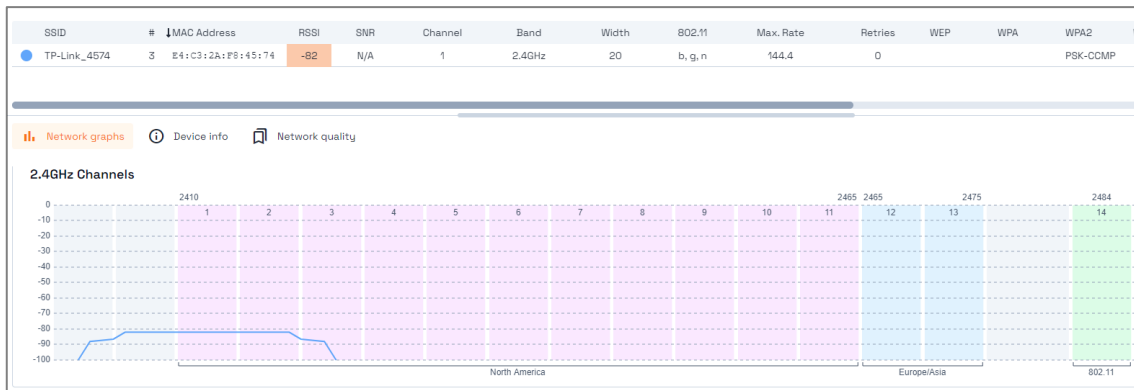 SSID # ↓MAC Address RSSI SNR Channel Band Width 802.11 Max. Rate Retries WEP WPA WPA2
TP-Link_4574 3 E4:C3:2A:F8:45:74 -82 N/A 1 2.4GHz 20 b, g, n 144.4 0 PSK-CCMP
Network graphs Device info Network quality
2.4GHz Channels
2410 2465 2465 2475 2484
0 1 2 3 4 5 6 7 8 9 10 11 12 13 14
-10
-20
-30
-40
-50
-60
-70
-80
-90
-100
North America Europe/Asia 802.11